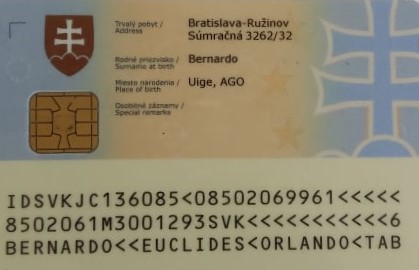 Trvalý pobyt /
Address
Bratislava-Ružinov
Súmračná 3262/32
Rodné priezvisko /
Surname at birth
Bernardo
Miesto narodenia /
Place of birth
Uige, AGO
Osobitné záznamy /
Special remarks
IDSVKJC136085<08502069961<<<<<
8502061M3001293SVK<<<<<<<<<<<6
BERNARDO<<EUCLIDES<ORLANDO<TAB